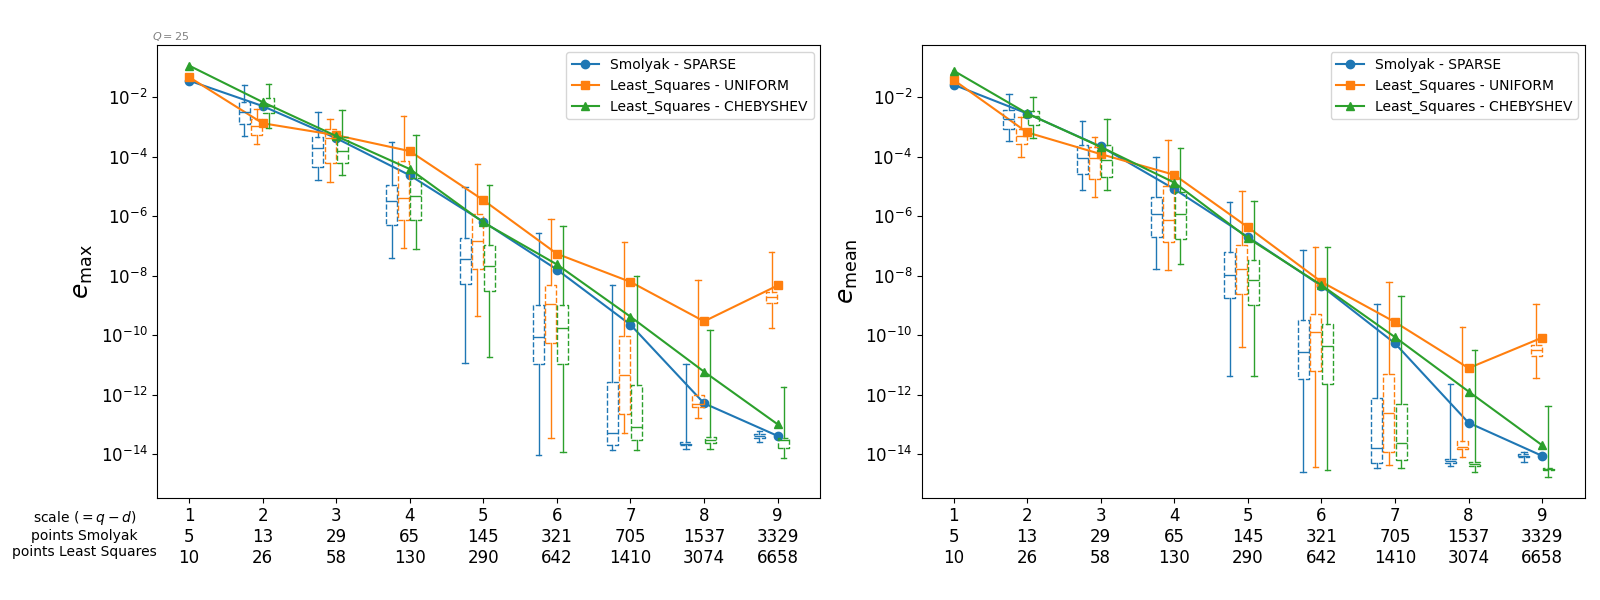 Q = 25
Smolyak - SPARSE
Least_Squares - UNIFORM
Least_Squares - CHEBYSHEV
10⁻²
10⁻⁴
10⁻⁶
10⁻⁸
10⁻¹⁰
10⁻¹²
10⁻¹⁴
e_max
scale (= q − d) 1 2 3 4 5 6 7 8 9
points Smolyak 5 13 29 65 145 321 705 1537 3329
points Least Squares 10 26 58 130 290 642 1410 3074 6658
Smolyak - SPARSE
Least_Squares - UNIFORM
Least_Squares - CHEBYSHEV
10⁻²
10⁻⁴
10⁻⁶
10⁻⁸
10⁻¹⁰
10⁻¹²
10⁻¹⁴
e_mean
1 2 3 4 5 6 7 8 9
5 13 29 65 145 321 705 1537 3329
10 26 58 130 290 642 1410 3074 6658